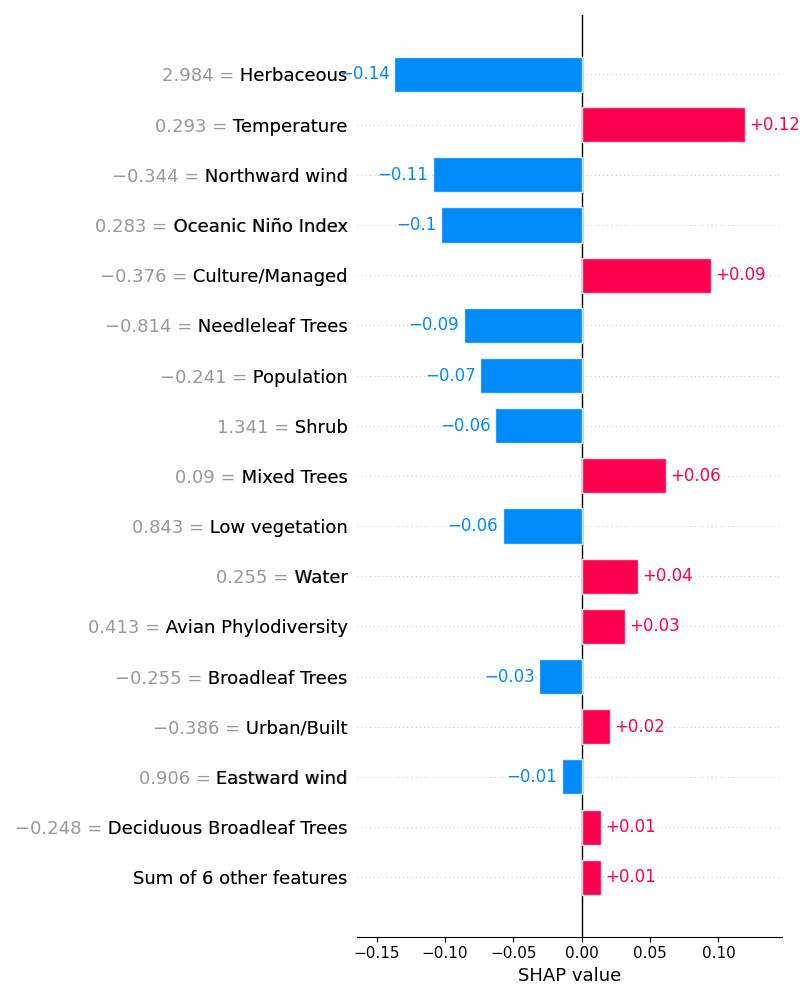 2.984 = Herbaceous −0.14
0.293 = Temperature +0.12
−0.344 = Northward wind −0.11
0.283 = Oceanic Niño Index −0.1
−0.376 = Culture/Managed +0.09
−0.814 = Needleleaf Trees −0.09
−0.241 = Population −0.07
1.341 = Shrub −0.06
0.09 = Mixed Trees +0.06
0.843 = Low vegetation −0.06
0.255 = Water +0.04
0.413 = Avian Phylodiversity +0.03
−0.255 = Broadleaf Trees −0.03
−0.386 = Urban/Built +0.02
0.906 = Eastward wind −0.01
−0.248 = Deciduous Broadleaf Trees +0.01
Sum of 6 other features +0.01
−0.15 −0.10 −0.05 0.00 0.05 0.10
SHAP value